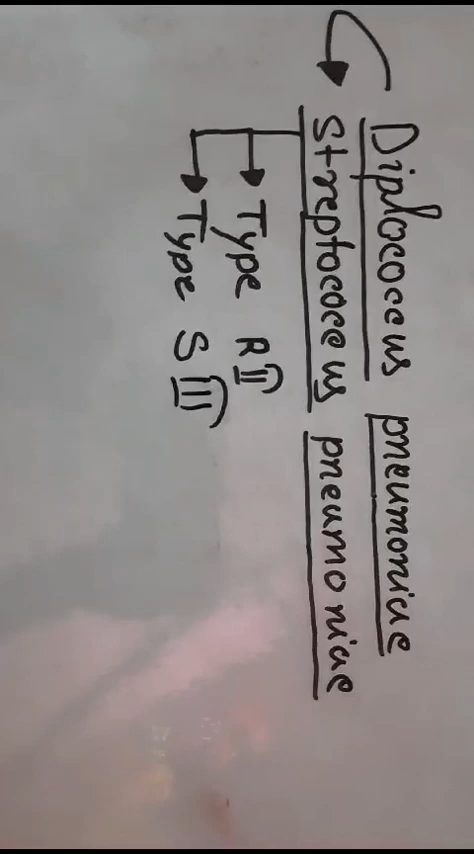 Diplococcus pneumoniae
Streptococcus pneumoniae
Type R II
Type S III